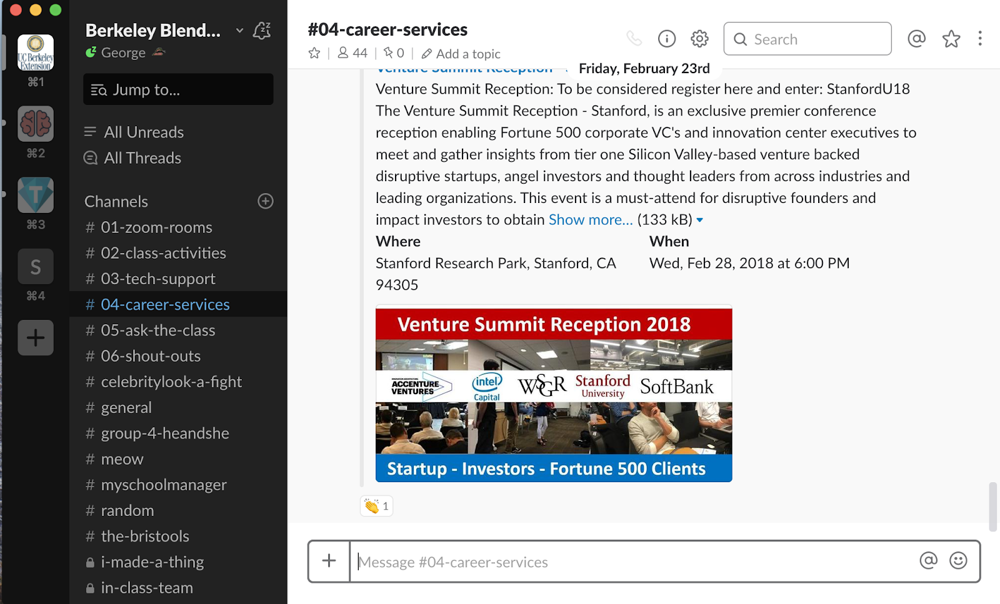 UC Berkeley
Extension
⌘1
⌘2
T
⌘3
S
⌘4
Berkeley Blend...
George
Jump to...
All Unreads
All Threads
Channels
# 01-zoom-rooms
# 02-class-activities
# 03-tech-support
# 04-career-services
# 05-ask-the-class
# 06-shout-outs
# celebritylook-a-fight
# general
# group-4-heandshe
# meow
# myschoolmanager
# random
# the-bristools
i-made-a-thing
in-class-team
#04-career-services
44
0
Add a topic
Search
Venture Summit Reception -
Friday, February 23rd
Venture Summit Reception: To be considered register here and enter: StanfordU18
The Venture Summit Reception - Stanford, is an exclusive premier conference
reception enabling Fortune 500 corporate VC's and innovation center executives to
meet and gather insights from tier one Silicon Valley-based venture backed
disruptive startups, angel investors and thought leaders from across industries and
leading organizations. This event is a must-attend for disruptive founders and
impact investors to obtain Show more... (133 kB)
Where
Stanford Research Park, Stanford, CA
94305
When
Wed, Feb 28, 2018 at 6:00 PM
Venture Summit Reception 2018
ACCENTURE
VENTURES
intel
Capital
WSGR
Stanford
University
SoftBank
Startup - Investors - Fortune 500 Clients
1
Message #04-career-services